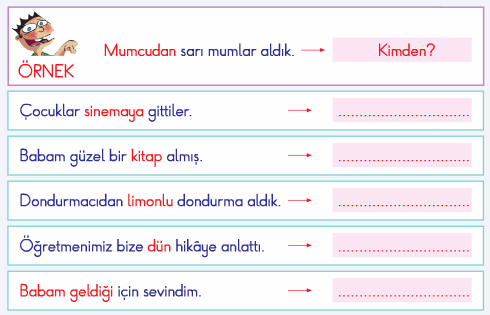 Mumcudan sarı mumlar aldık. Kimden?
ÖRNEK
Çocuklar sinemaya gittiler. ..............................
Babam güzel bir kitap almış. ..............................
Dondurmacıdan limonlu dondurma aldık. ..............................
Öğretmenimiz bize dün hikâye anlattı. ..............................
Babam geldiği için sevindim. ..............................